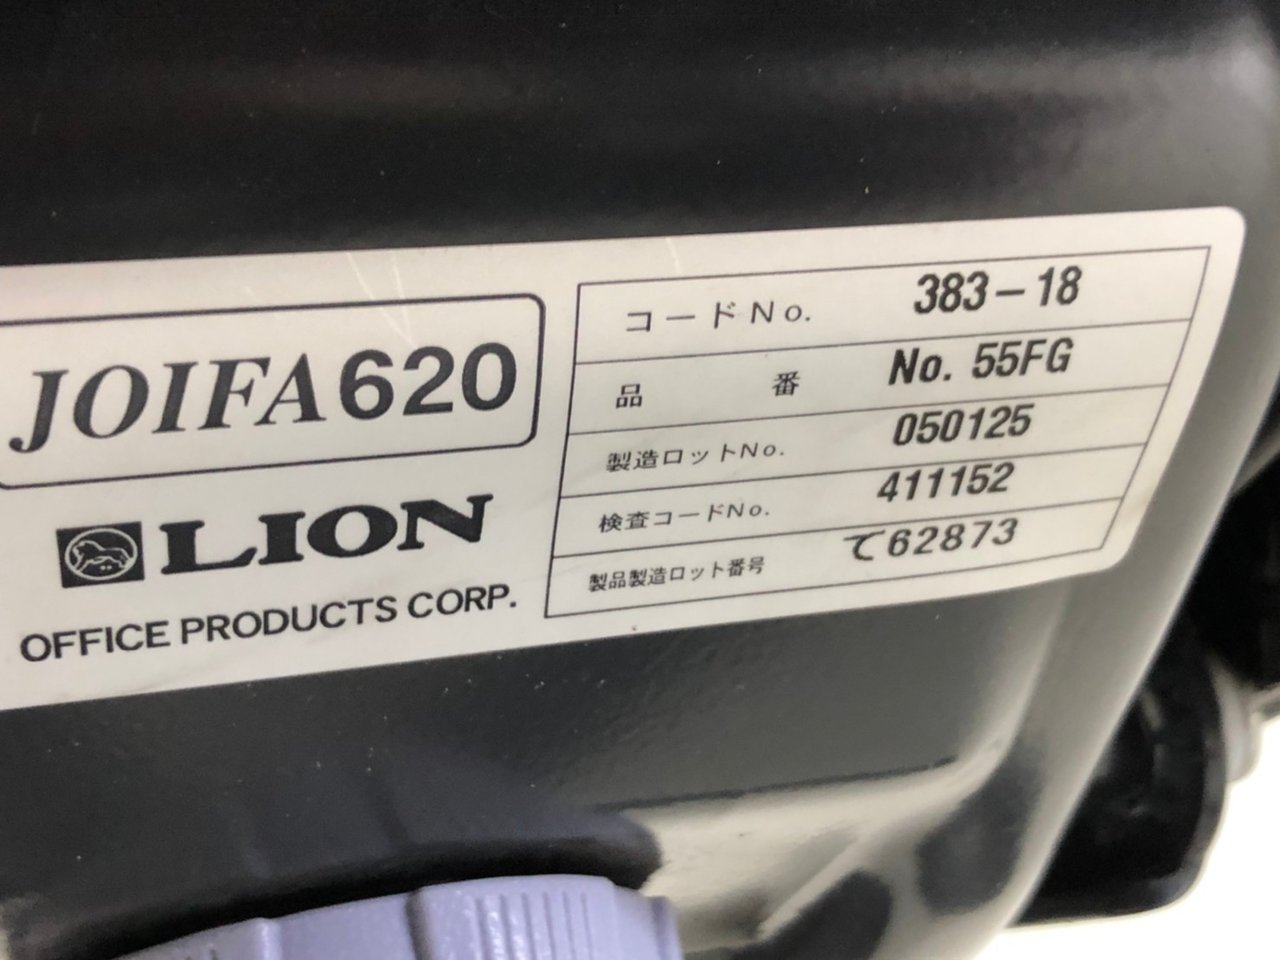 JOIFA620
LION
OFFICE PRODUCTS CORP.
コードNo. 383-18
品番 No. 55FG
製造ロットNo. 050125
検査コードNo. 411152
製品製造ロット番号 て62873